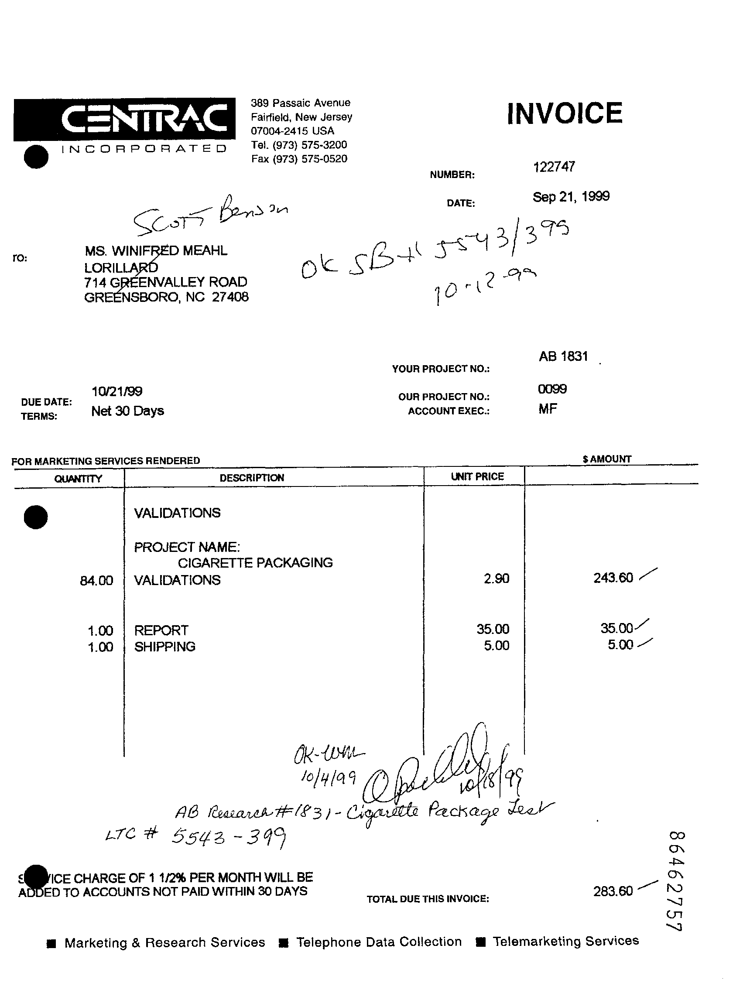 CENTRAC
INCORPORATED
389 Passaic Avenue
Fairfield, New Jersey
07004-2415 USA
Tel. (973) 575-3200
Fax (973) 575-0520
INVOICE
NUMBER: 122747
DATE: Sep 21, 1999
Scott Benson
OK SB 5543/399
10-12-99
TO: MS. WINIFRED MEAHL
LORILLARD
714 GREENVALLEY ROAD
GREENSBORO, NC 27408
YOUR PROJECT NO.: AB 1831
DUE DATE: 10/21/99
TERMS: Net 30 Days
OUR PROJECT NO.: 0099
ACCOUNT EXEC.: MF
FOR MARKETING SERVICES RENDERED $ AMOUNT
QUANTITY DESCRIPTION UNIT PRICE
VALIDATIONS
PROJECT NAME:
CIGARETTE PACKAGING
84.00 VALIDATIONS 2.90 243.60
1.00 REPORT 35.00 35.00
1.00 SHIPPING 5.00 5.00
OK-WM
10/4/99
10/8/99
AB Research #1831 - Cigarette Package Test
LTC # 5543-399
VICE CHARGE OF 1 1/2% PER MONTH WILL BE
ADDED TO ACCOUNTS NOT PAID WITHIN 30 DAYS
TOTAL DUE THIS INVOICE: 283.60
86462757
■ Marketing & Research Services ■ Telephone Data Collection ■ Telemarketing Services